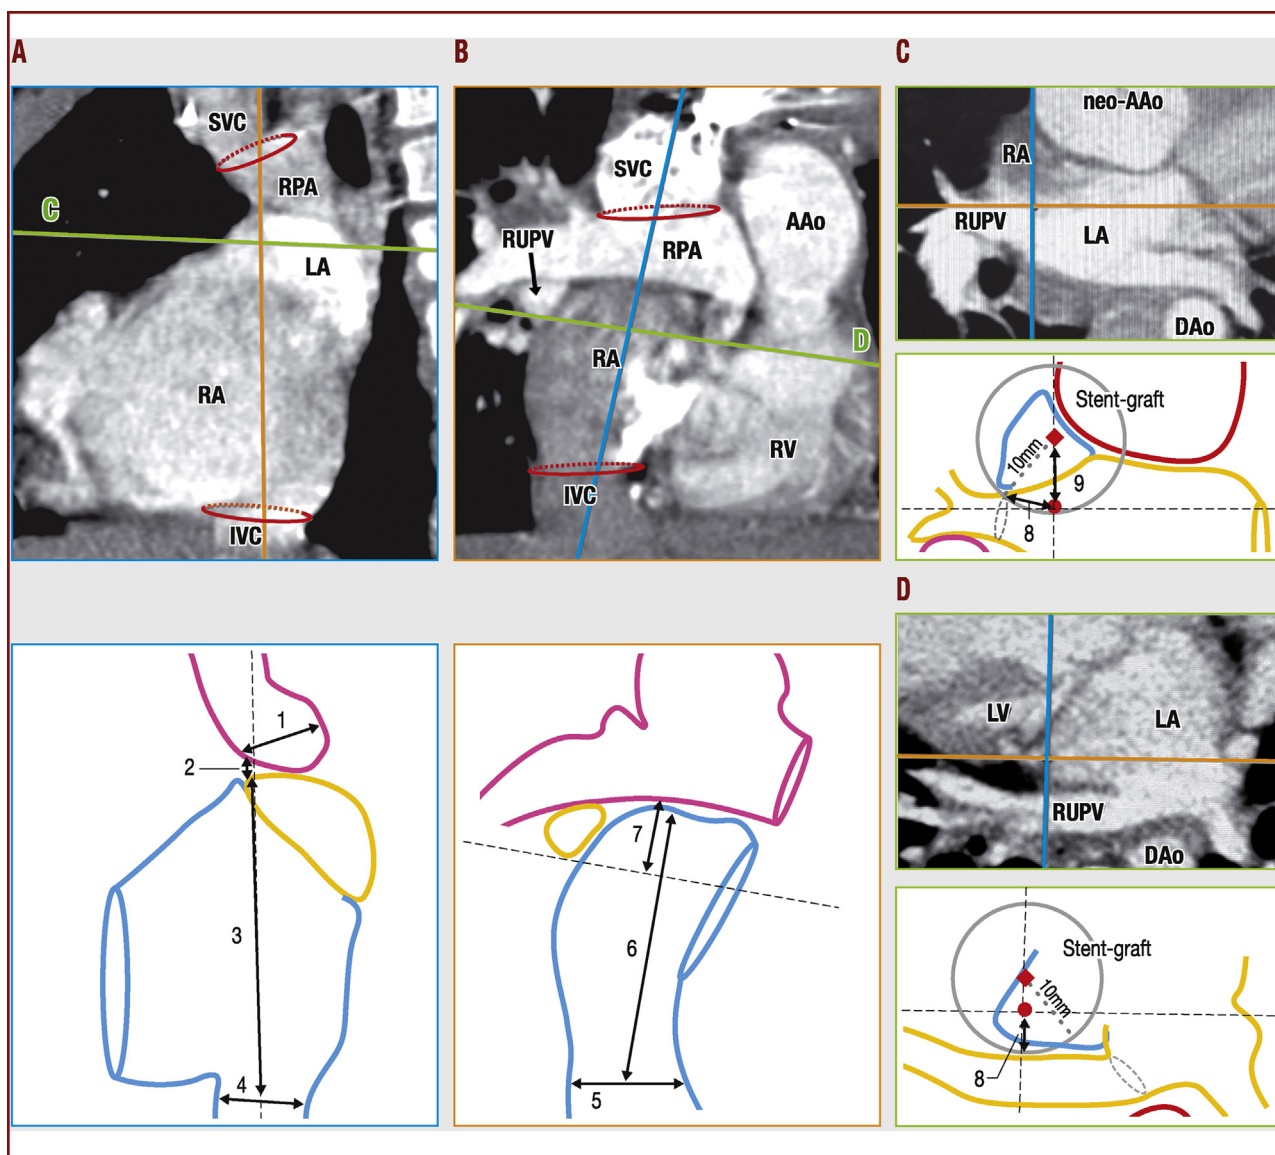 A
SVC
RPA
C
LA
RA
IVC
B
SVC
AAo
RUPV
RPA
D
RA
RV
IVC
C
neo-AAo
RA
RUPV
LA
DAo
Stent-graft
10mm
9
8
D
LV
LA
RUPV
DAo
Stent-graft
10mm
8
1
2
3
4
7
6
5